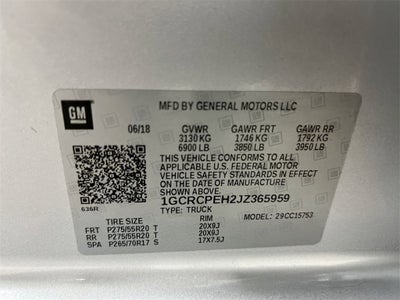 GM
MFD BY GENERAL MOTORS LLC
06/18 GVWR GAWR FRT GAWR RR
3130 KG 1746 KG 1792 KG
6900 LB 3850 LB 3950 LB
THIS VEHICLE CONFORMS TO ALL
APPLICABLE U.S. FEDERAL MOTOR
VEHICLE SAFETY STANDARDS IN
EFFECT ON THE DATE OF
MANUFACTURE SHOWN ABOVE.
1GCRCPEH2JZ365959
636R TYPE: TRUCK MODEL: 29CC15753
TIRE SIZE RIM
FRT P275/55R20 T 20X9J
RR P275/55R20 T 20X9J
SPA P265/70R17 S 17X7.5J